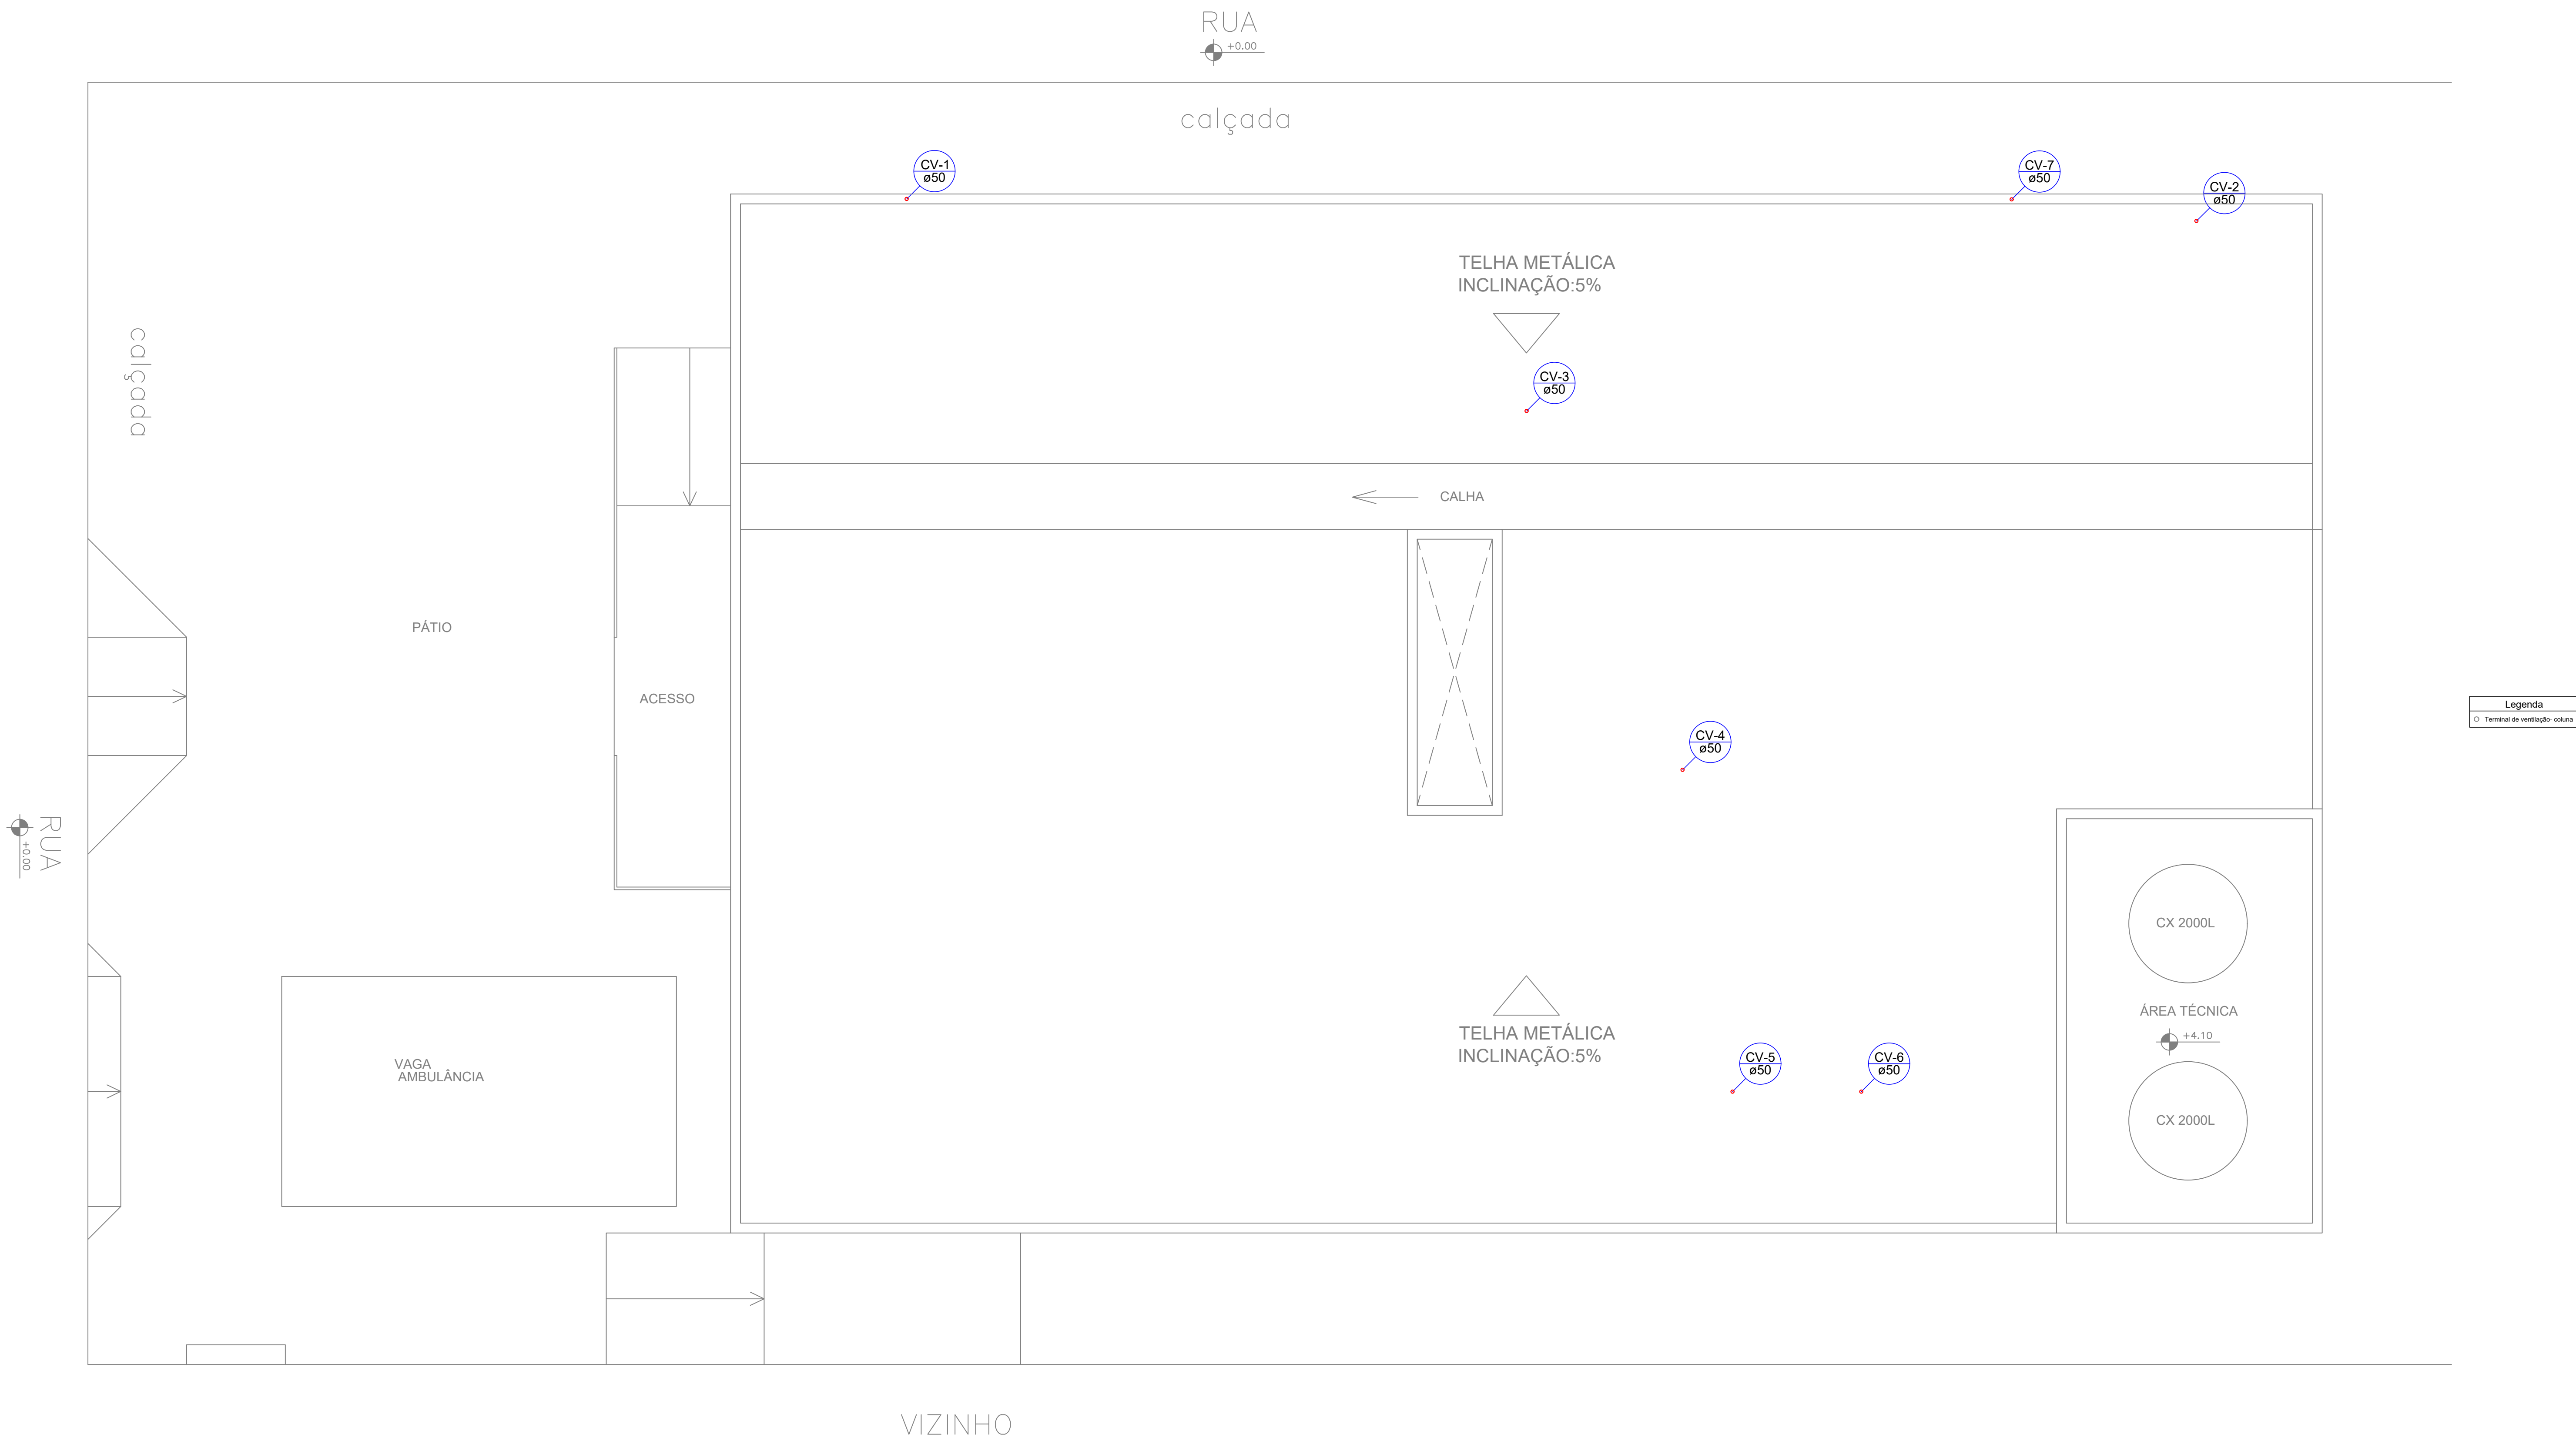 RUA
+0.00
calçada
CV-1
ø50
CV-7
ø50
CV-2
ø50
TELHA METÁLICA
INCLINAÇÃO:5%
calçada
CV-3
ø50
CALHA
PÁTIO
ACESSO
Legenda
Terminal de ventilação- coluna
CV-4
ø50
RUA
+0.00
CX 2000L
ÁREA TÉCNICA
+4.10
TELHA METÁLICA
INCLINAÇÃO:5%
CV-5
ø50
CV-6
ø50
VAGA
AMBULÂNCIA
CX 2000L
VIZINHO